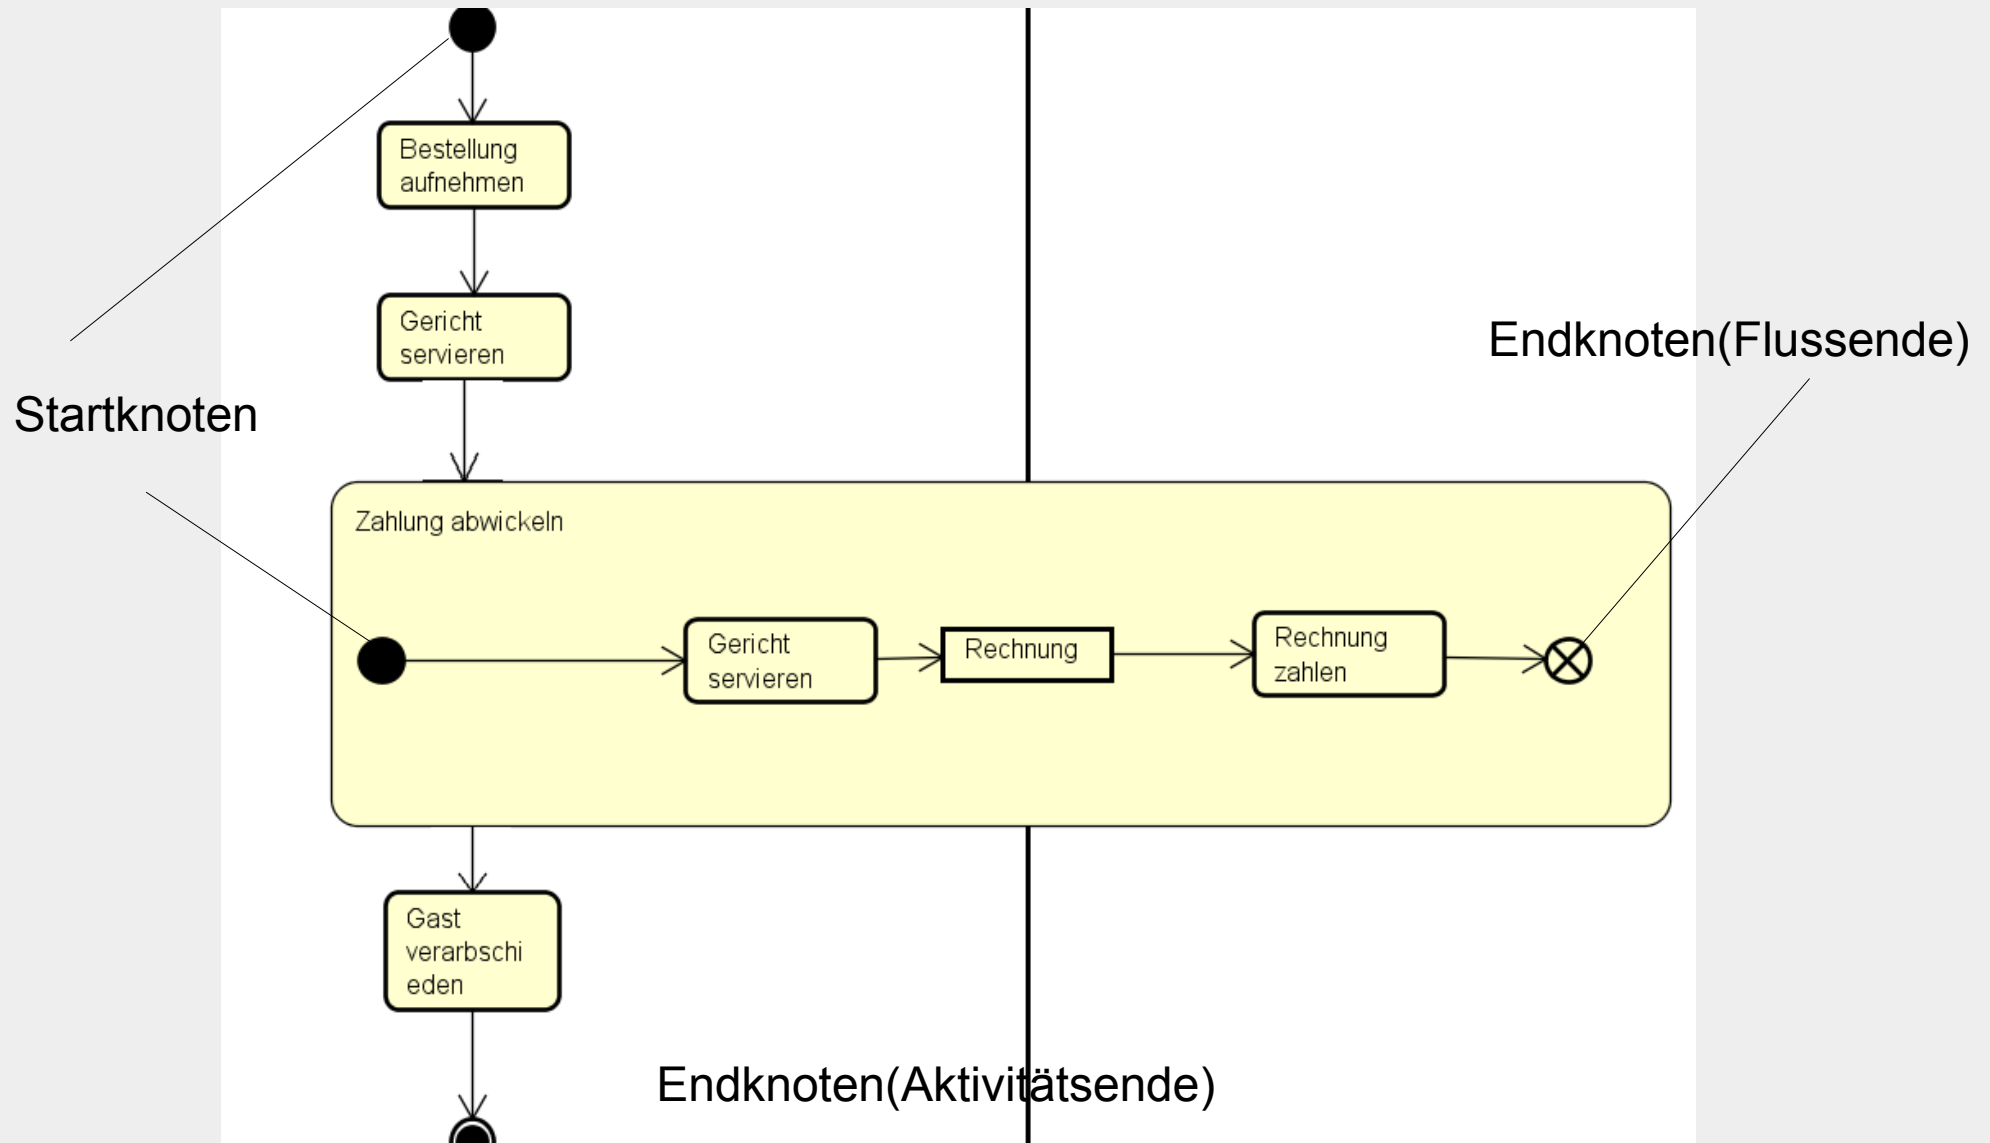 Bestellung
aufnehmen
Gericht
servieren
Endknoten(Flussende)
Startknoten
Zahlung abwickeln
Gericht
servieren
Rechnung
Rechnung
zahlen
Gast
verarbschi
eden
Endknoten(Aktivitätsende)